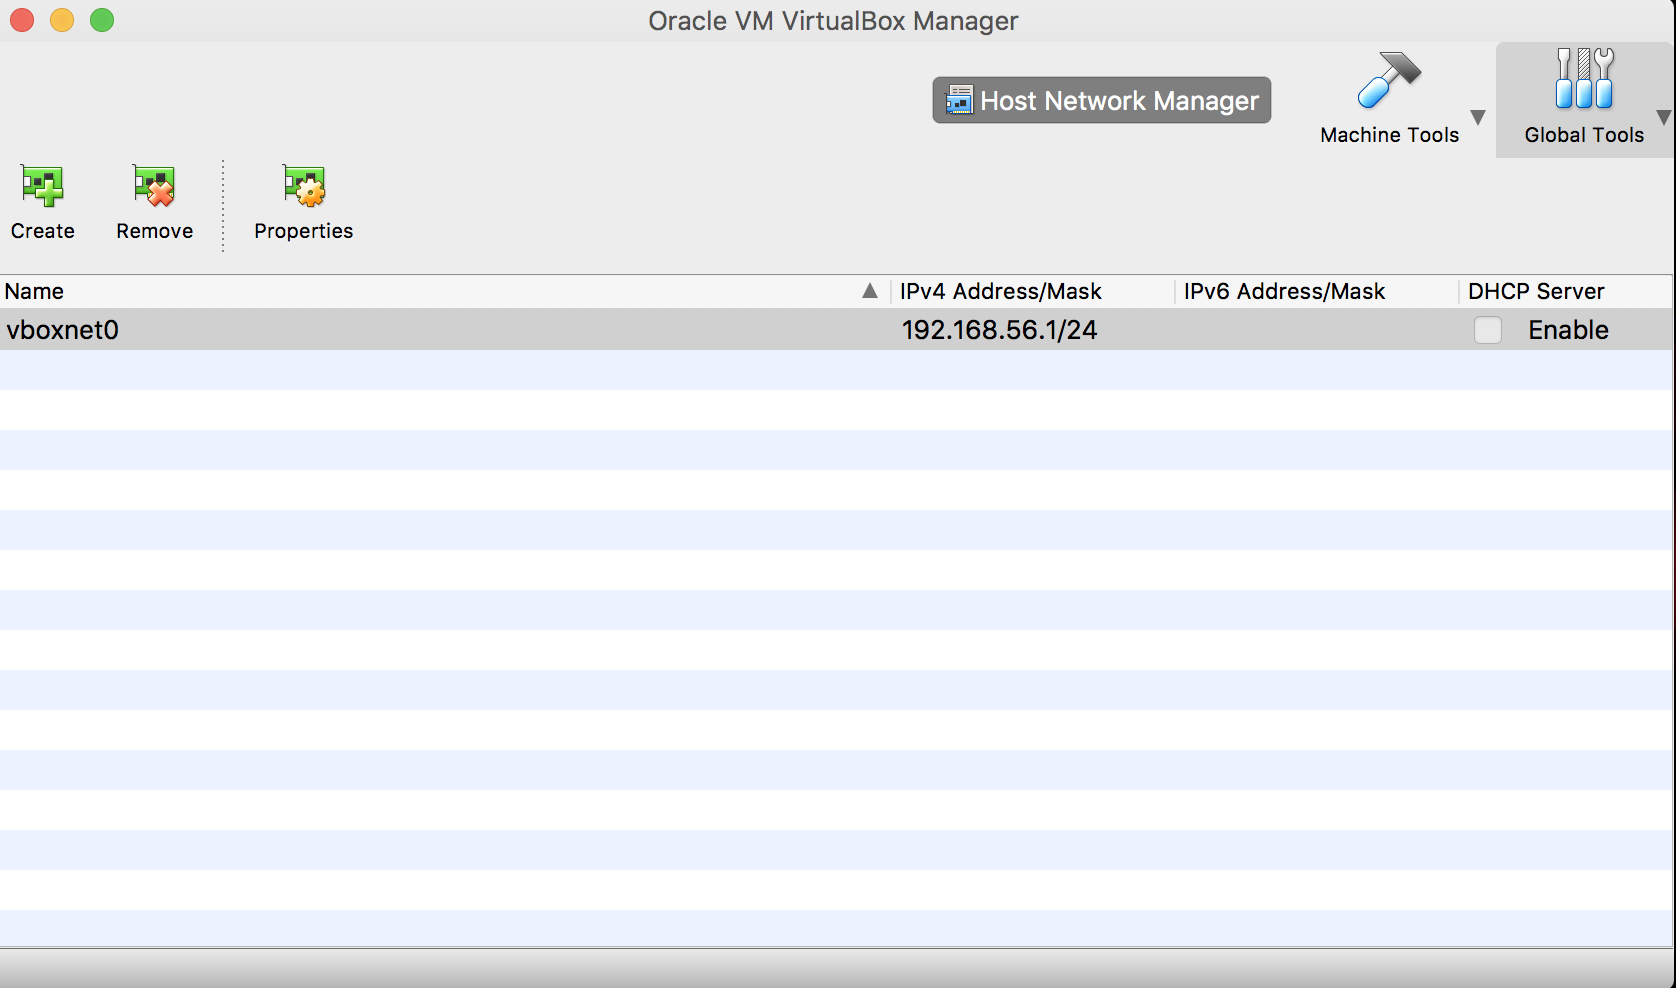 Oracle VM VirtualBox Manager
Host Network Manager
Machine Tools
Global Tools
Create
Remove
Properties
Name IPv4 Address/Mask IPv6 Address/Mask DHCP Server
vboxnet0 192.168.56.1/24 Enable